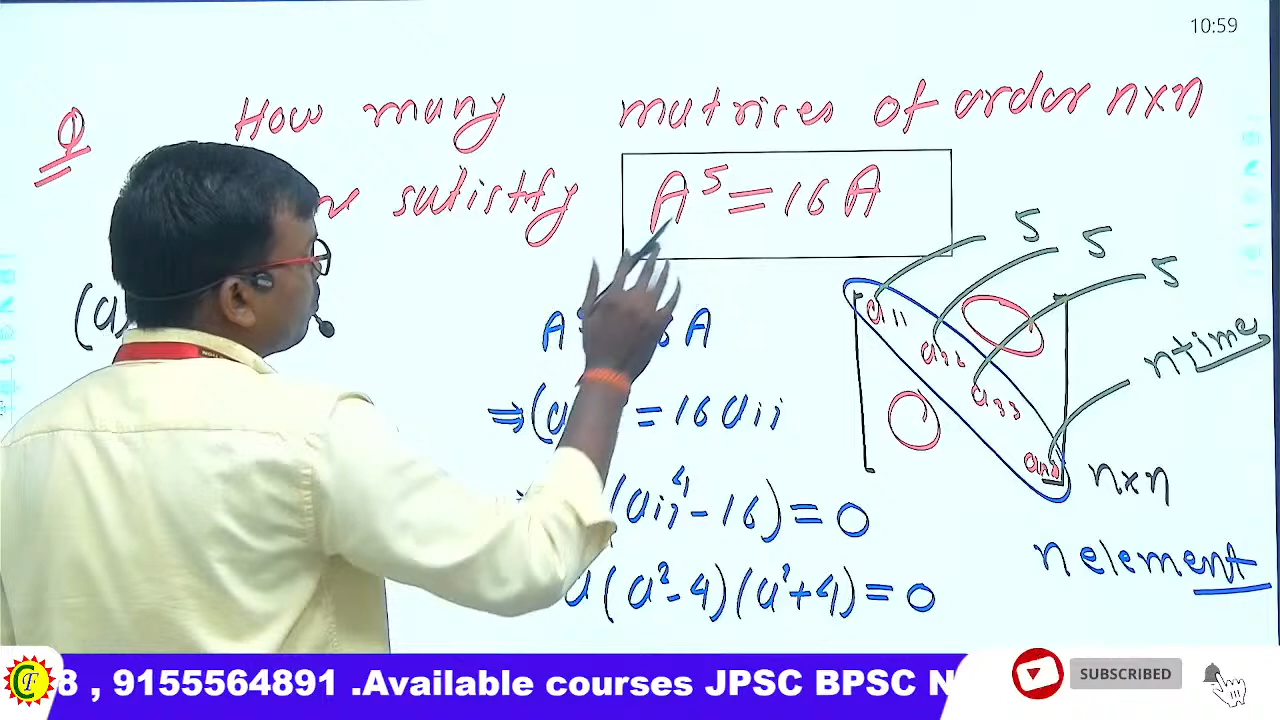 10:59
Q How many matrices of order n×n
satistfy A⁵ = 16A
(a)
A A
5 5 5
⇒ = 16aii
a11
a22
a33
ann
n time
n×n
(aii⁴ - 16) = 0
n element
a(a² - 4)(a² + 4) = 0
8 , 9155564891 .Available courses JPSC BPSC N
SUBSCRIBED